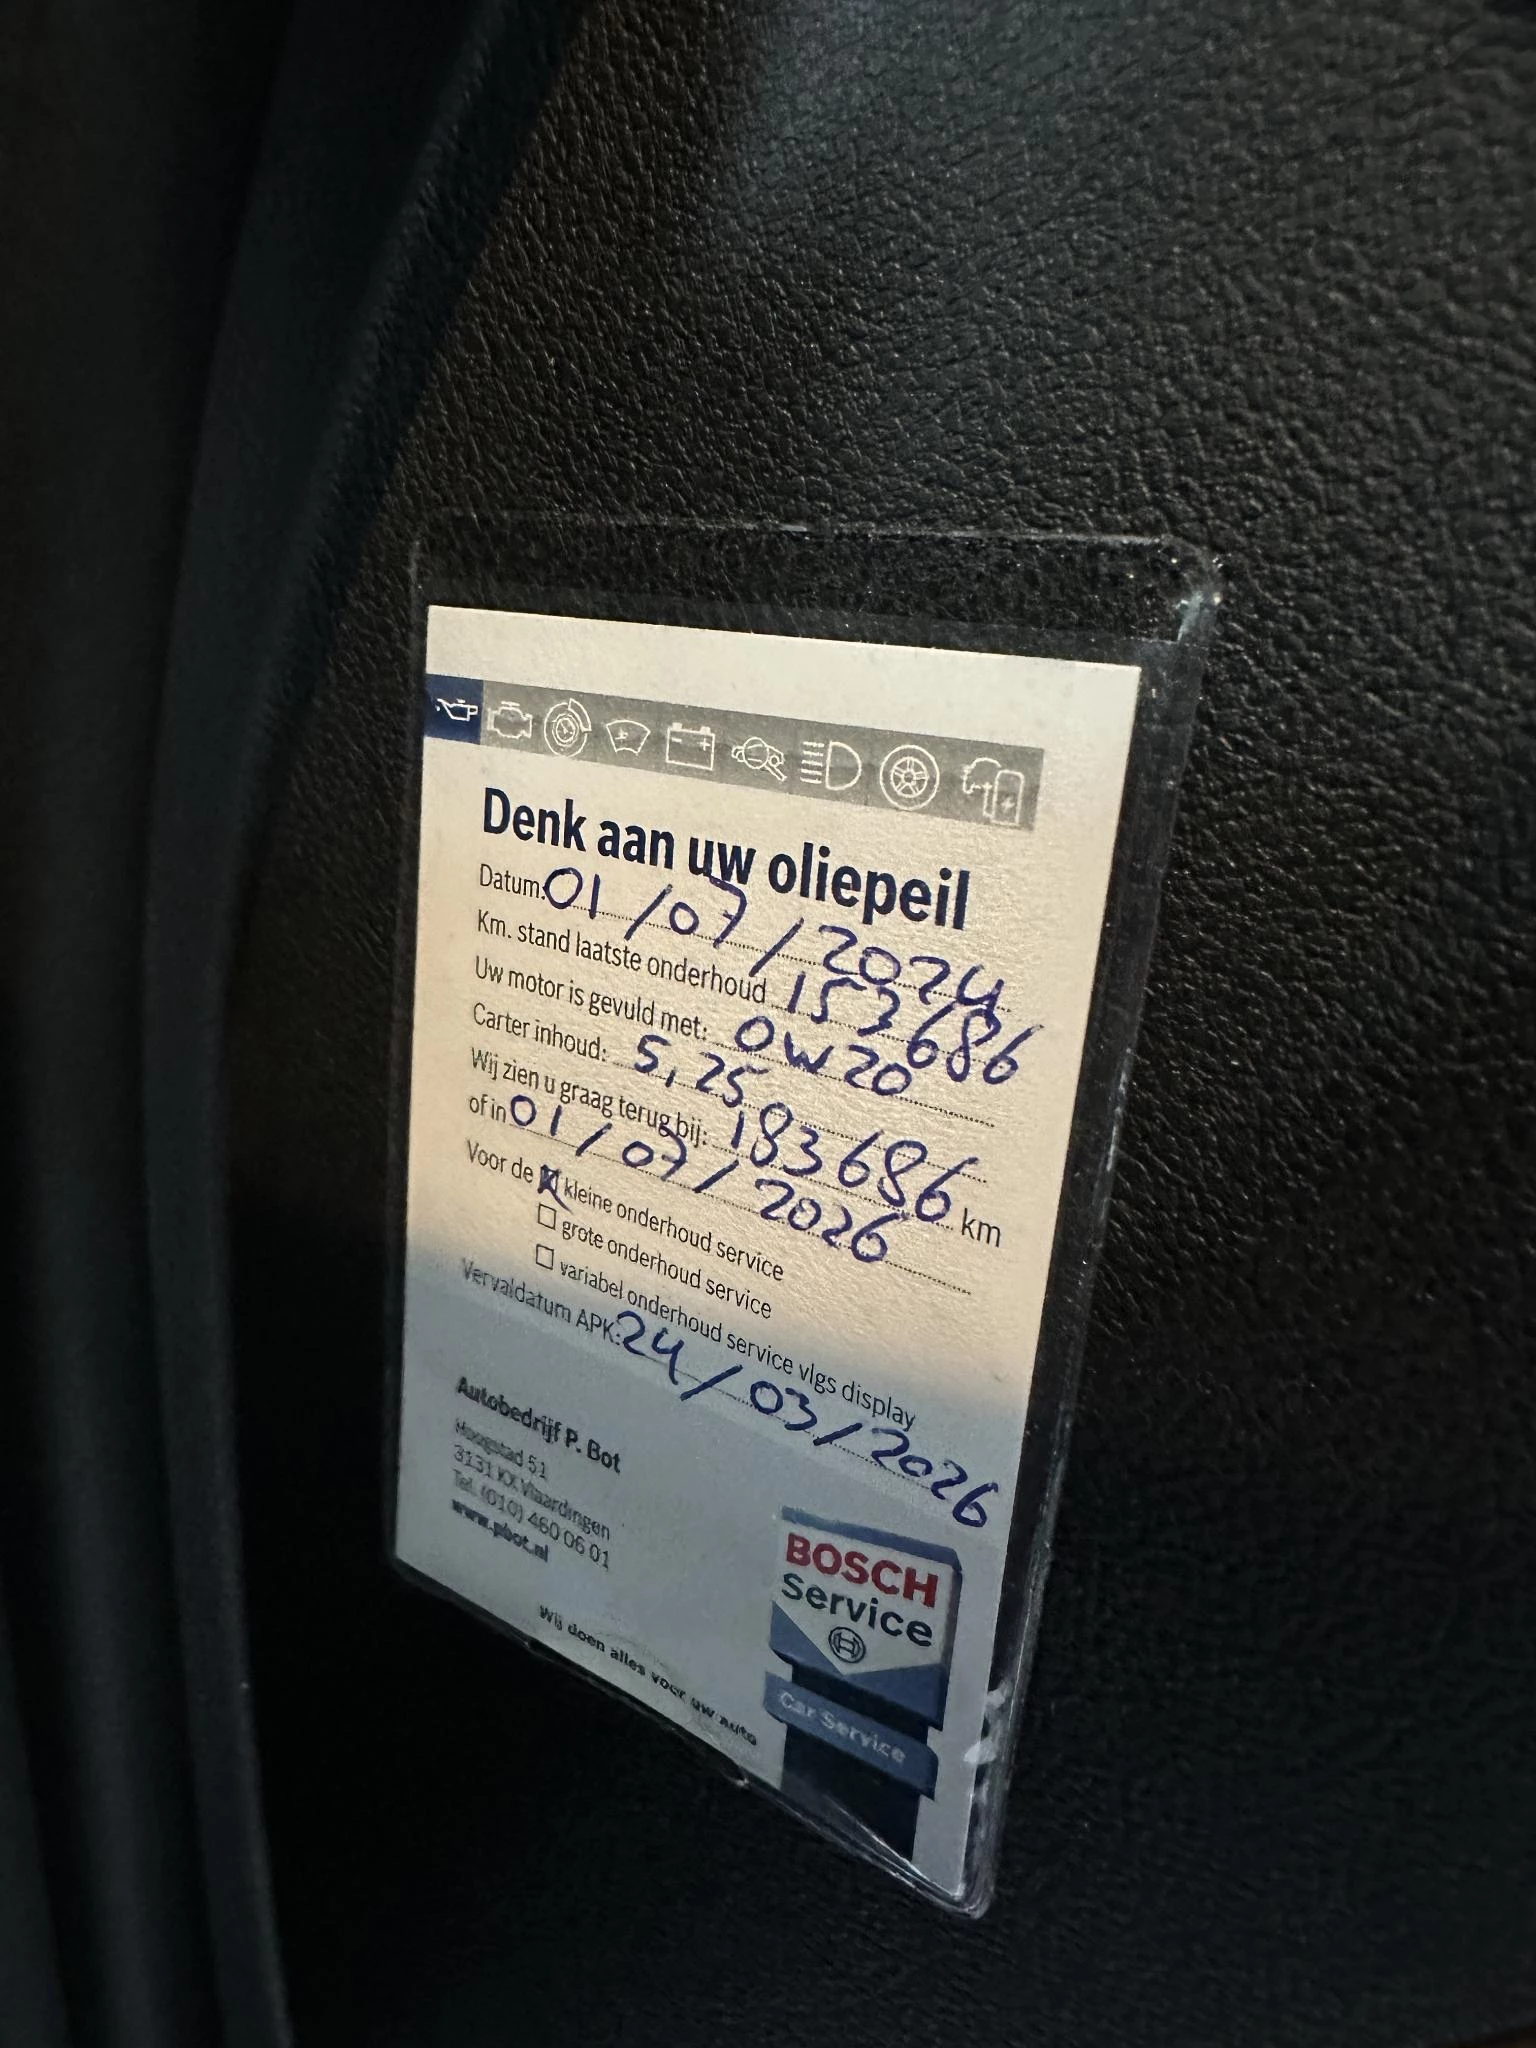 Denk aan uw oliepeil
Datum: 01/07/2024
Km. stand laatste onderhoud 153686
Uw motor is gevuld met: 0W20
Carter inhoud: 5,25
Wij zien u graag terug bij: 183686 km
of in 01/07/2026
Voor de kleine onderhoud service
grote onderhoud service
variabel onderhoud service vlgs display
Vervaldatum APK: 24/03/2026
Autobedrijf P. Bot
Hoogstad 51
3131 KX Vlaardingen
Tel. (010) 460 06 01
www.pbot.nl
Wij doen alles voor uw auto
BOSCH
Service
Car Service